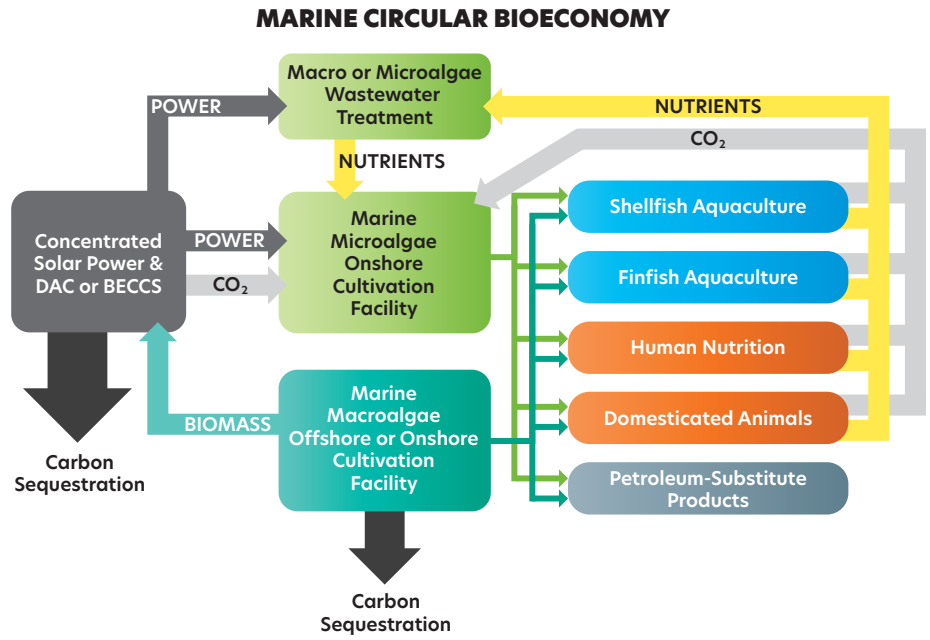 MARINE CIRCULAR BIOECONOMY
Macro or Microalgae
Wastewater
Treatment
POWER
NUTRIENTS
CO₂
NUTRIENTS
Concentrated
Solar Power &
DAC or BECCS
POWER
CO₂
Marine
Microalgae
Onshore
Cultivation
Facility
Shellfish Aquaculture
Finfish Aquaculture
Human Nutrition
Domesticated Animals
Petroleum-Substitute
Products
BIOMASS
Marine
Macroalgae
Offshore or Onshore
Cultivation
Facility
Carbon
Sequestration
Carbon
Sequestration